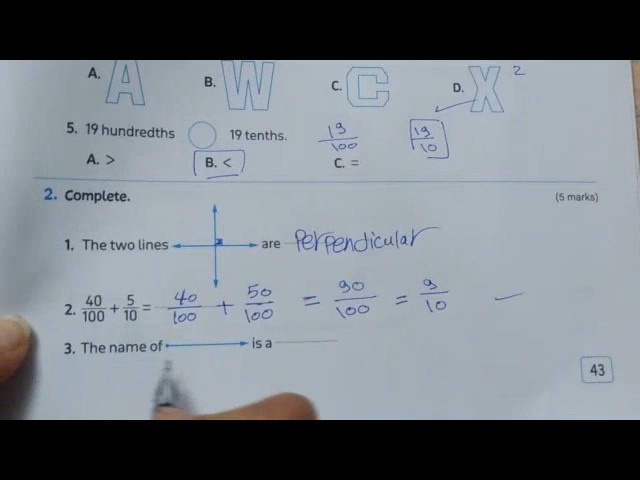 A. A B. W C. C D. X 2
5. 19 hundredths 19 tenths. 19/100 19/10
A. > B. < C. =
2. Complete. (5 marks)
1. The two lines are Perpendicular
2. 40/100 + 5/10 = 40/100 + 50/100 = 90/100 = 9/10
3. The name of is a
43